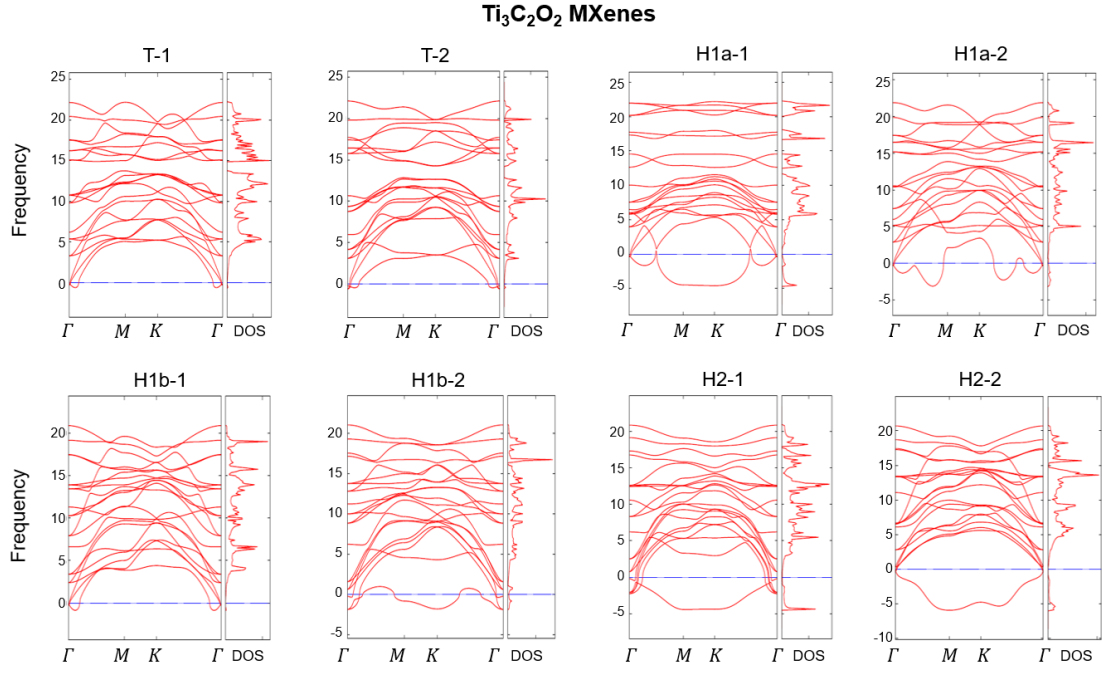 Ti3C2O2 MXenes
T-1 T-2 H1a-1 H1a-2
Frequency
25 20 15 10 5 0
Γ M K Γ DOS
25 20 15 10 5 0
Γ M K Γ DOS
25 20 15 10 5 0 -5
Γ M K Γ DOS
25 20 15 10 5 0 -5
Γ M K Γ DOS
H1b-1 H1b-2 H2-1 H2-2
Frequency
20 15 10 5 0
Γ M K Γ DOS
20 15 10 5 0 -5
Γ M K Γ DOS
20 15 10 5 0 -5
Γ M K Γ DOS
20 15 10 5 0 -5 -10
Γ M K Γ DOS